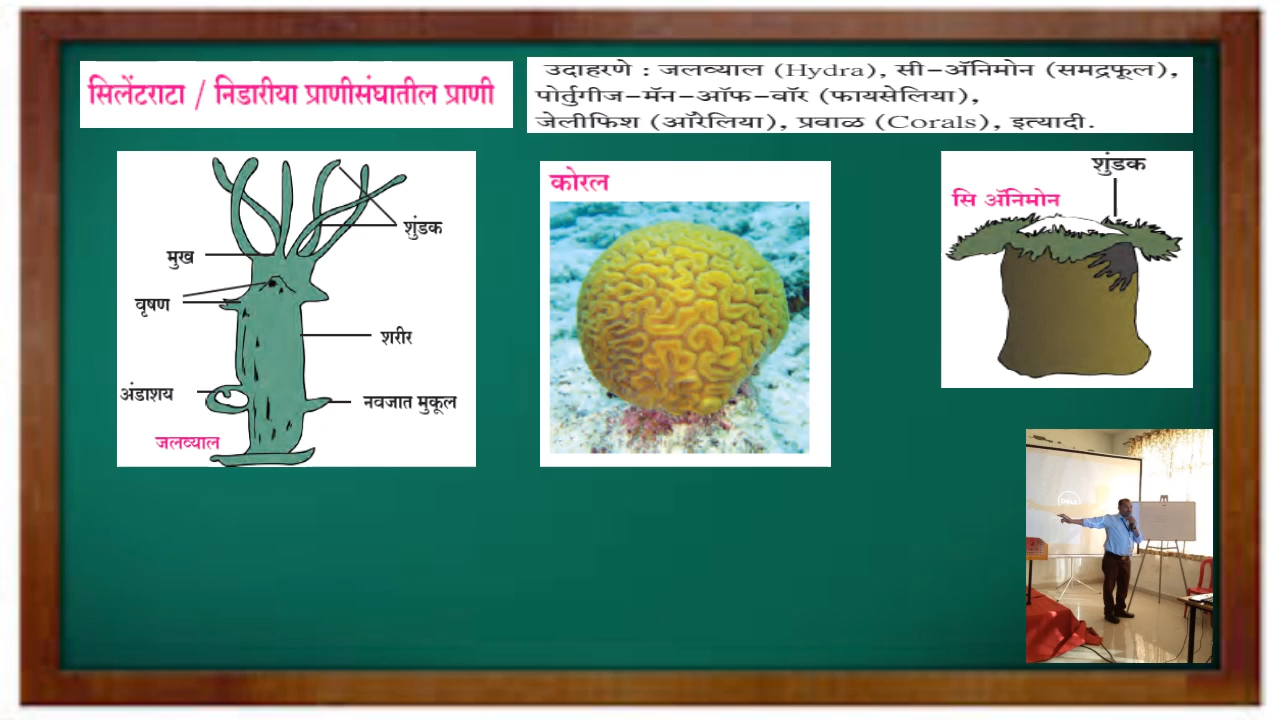 सिलेंटराटा / निडारीया प्राणीसंघातील प्राणी
उदाहरणे : जलव्याल (Hydra), सी-ॲनिमोन (समद्रफूल),
पोर्तुगीज-मॅन-ऑफ-वॉर (फायसेलिया),
जेलीफिश (ऑरेलिया), प्रवाळ (Corals), इत्यादी.
शुंडक
मुख
वृषण
शरीर
अंडाशय
नवजात मुकूल
जलव्याल
कोरल
शुंडक
सि ॲनिमोन
DELL